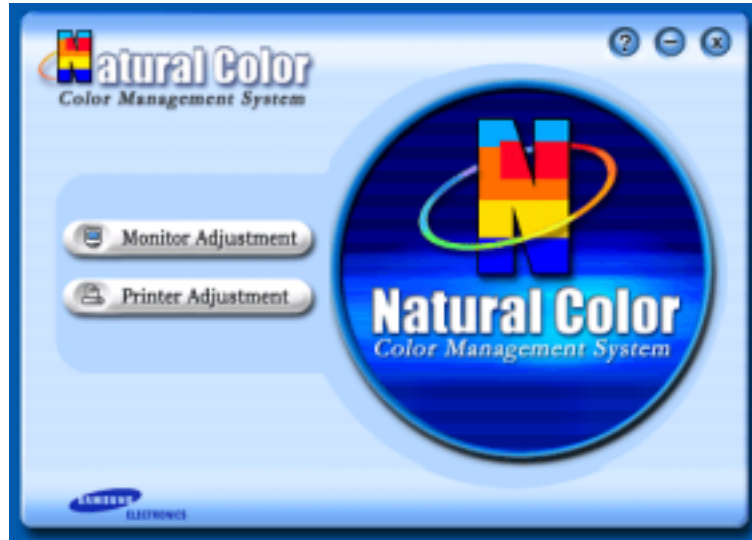 Natural Color
Color Management System
?
Monitor Adjustment
Printer Adjustment
N
Natural Color
Color Management System
SAMSUNG
ELECTRONICS